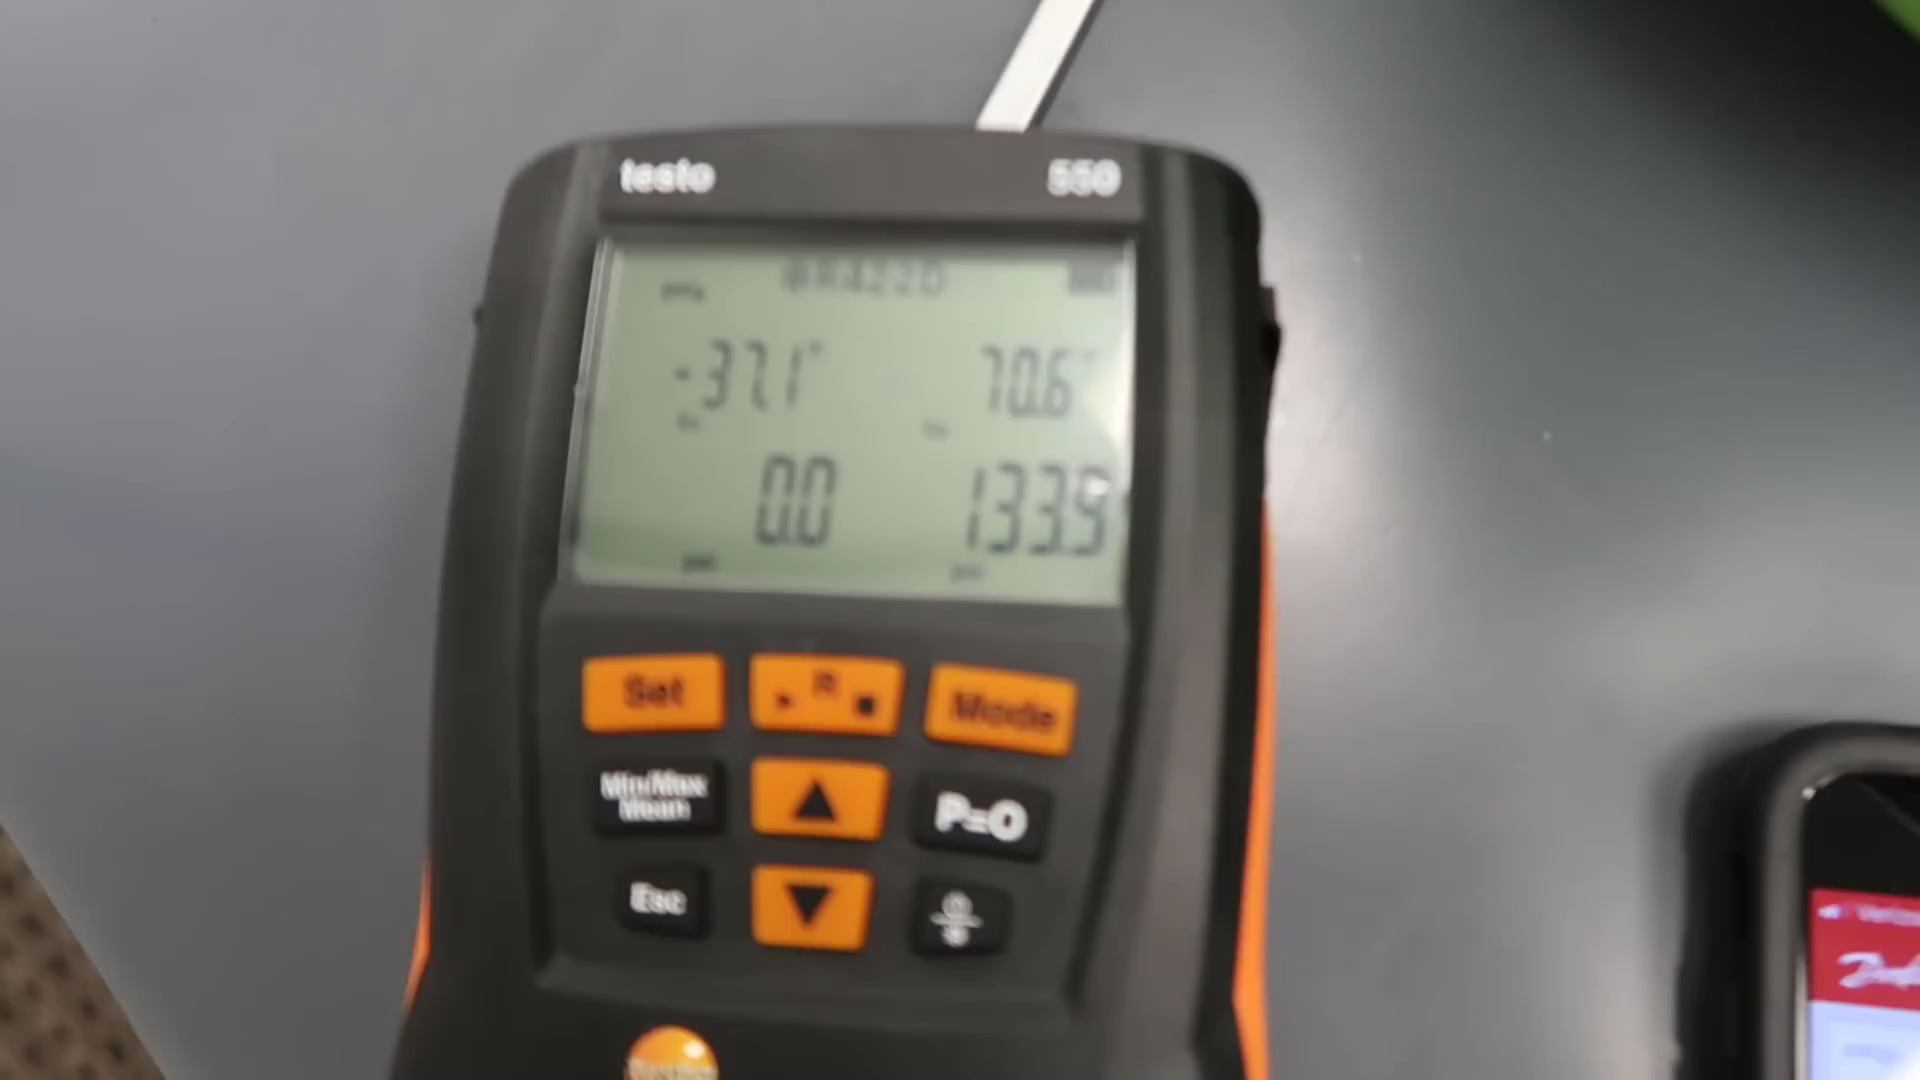 testo 550
-37.1° 70.6°
0.0 133.9
Set R Mode
Min/Max
Mean
P=0
Esc